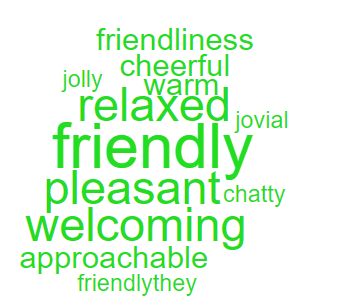 friendliness
cheerful
jolly warm
relaxed jovial
friendly
pleasant chatty
welcoming
approachable
friendlythey